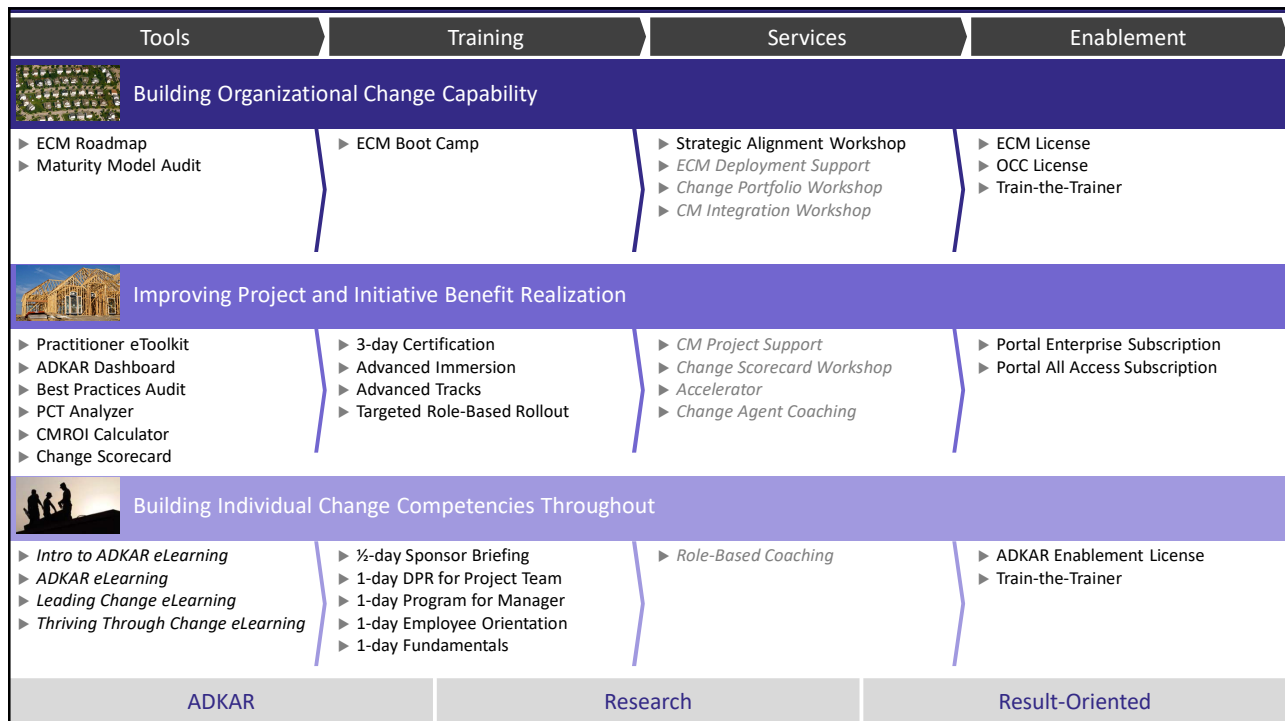 Tools
Training
Services
Enablement
Building Organizational Change Capability
ECM Roadmap
Maturity Model Audit
ECM Boot Camp
Strategic Alignment Workshop
ECM Deployment Support
Change Portfolio Workshop
CM Integration Workshop
ECM License
OCC License
Train-the-Trainer
Improving Project and Initiative Benefit Realization
Practitioner eToolkit
ADKAR Dashboard
Best Practices Audit
PCT Analyzer
CMROI Calculator
Change Scorecard
3-day Certification
Advanced Immersion
Advanced Tracks
Targeted Role-Based Rollout
CM Project Support
Change Scorecard Workshop
Accelerator
Change Agent Coaching
Portal Enterprise Subscription
Portal All Access Subscription
Building Individual Change Competencies Throughout
Intro to ADKAR eLearning
ADKAR eLearning
Leading Change eLearning
Thriving Through Change eLearning
½-day Sponsor Briefing
1-day DPR for Project Team
1-day Program for Manager
1-day Employee Orientation
1-day Fundamentals
Role-Based Coaching
ADKAR Enablement License
Train-the-Trainer
ADKAR
Research
Result-Oriented